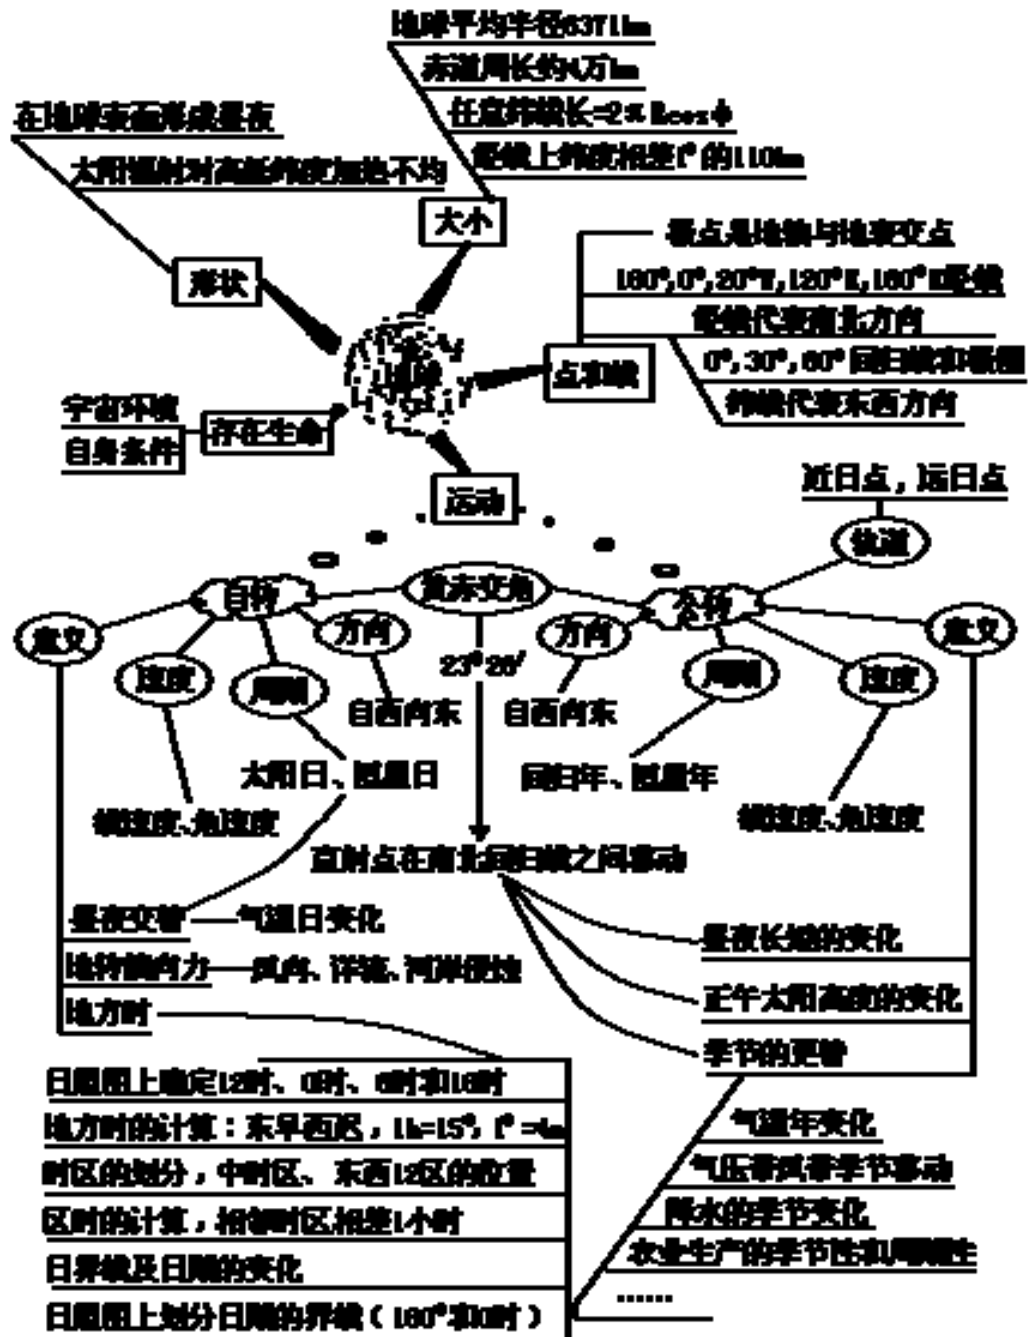 地球平均半径6371km
赤道周长约4万km
任意纬线长=2πRcosφ
经线上纬度相差1°的110km
在地球表面形成昼夜
太阳辐射对高低纬度加热不均
大小
形状
极点是地轴与地表交点
180°,0°,20°W,120°E,160°E经线
经线代表南北方向
0°,30°,60°回归线和极圈
纬线代表东西方向
地球
点和线
宇宙环境
自身条件
存在生命
运动
近日点，远日点
轨道
自转
黄赤交角
公转
意义
速度
周期
方向
23°26′
方向
周期
速度
意义
自西向东
自西向东
太阳日、恒星日
回归年、恒星年
线速度、角速度
线速度、角速度
直射点在南北回归线之间移动
昼夜交替
气温日变化
地转偏向力
风向、洋流、河岸侵蚀
地方时
昼夜长短的变化
正午太阳高度的变化
季节的更替
日照图上确定12时、0时、6时和18时
地方时的计算：东早西迟，1h=15°，1°=4m
时区的划分，中时区、东西12区的位置
区时的计算，相邻时区相差1小时
日界线及日期的变化
日照图上划分日期的界线（180°和0时）
气温年变化
气压带风带季节移动
降水的季节变化
农业生产的季节性和周期性
……